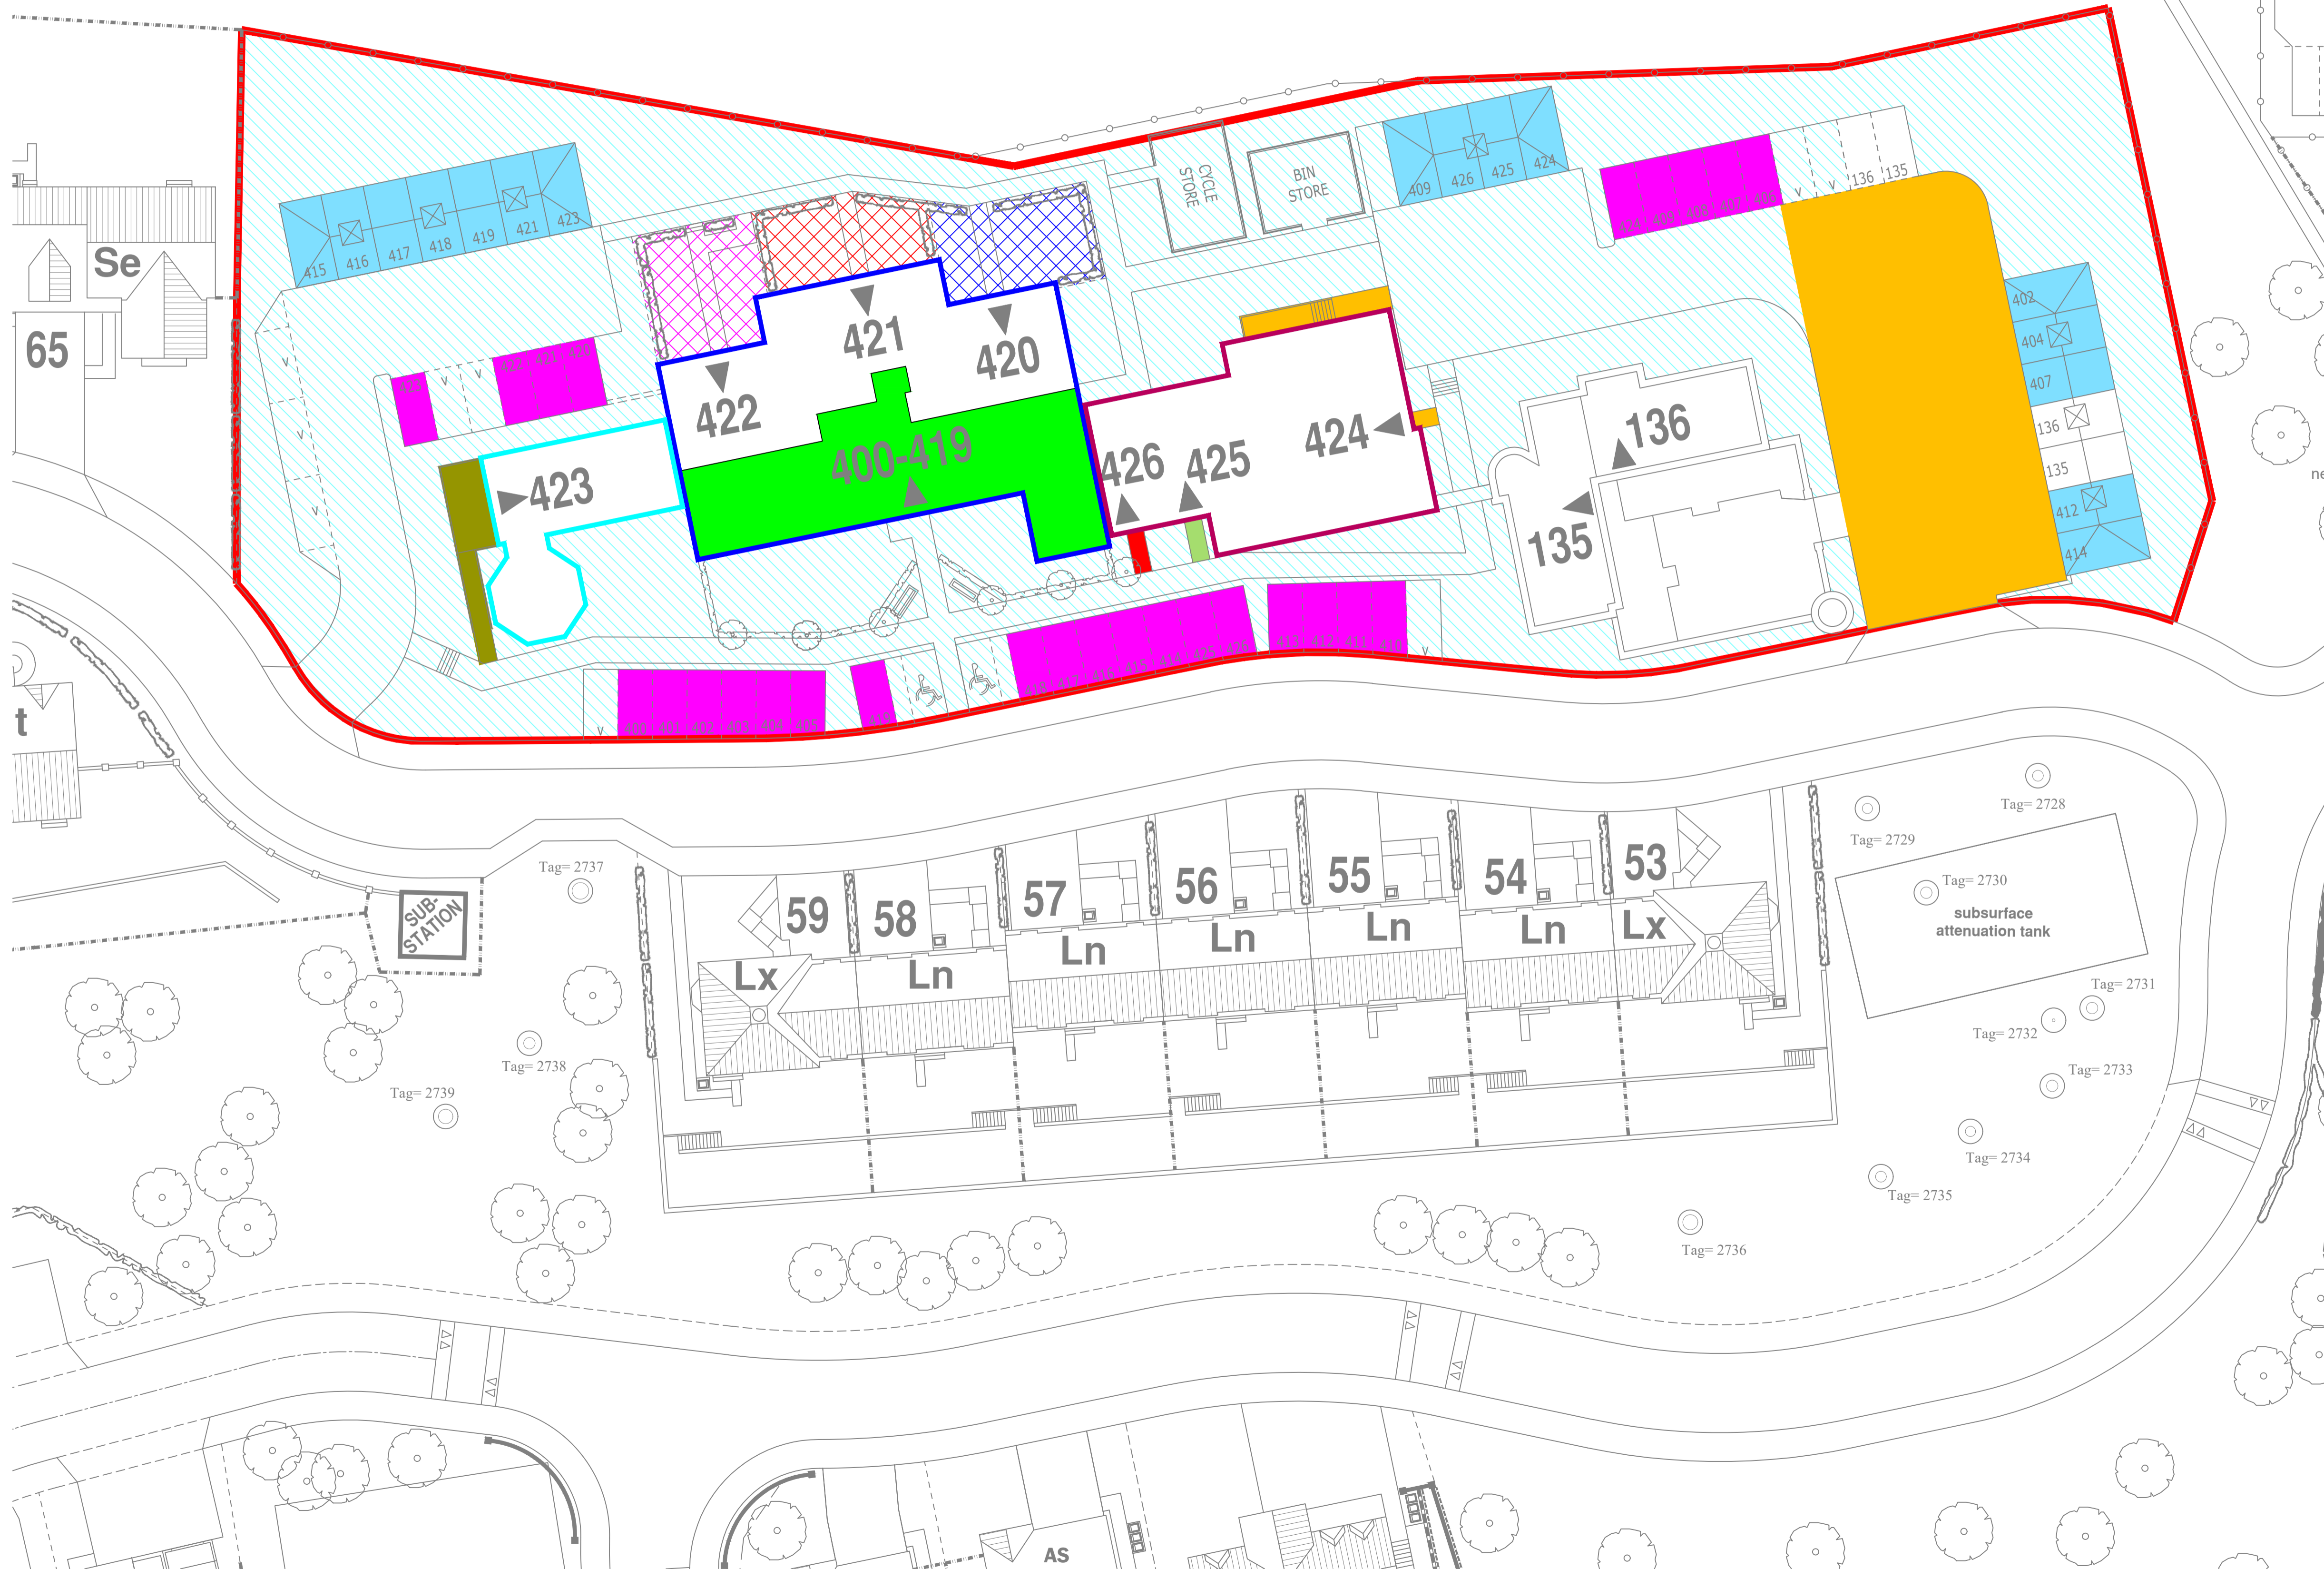 CYCLE
STORE
BIN
STORE
409
426
425
424
136
135
V
V
424
409
408
407
406
415
416
417
418
419
421
423
Se
65
V
V
V
V
V
423
422
421
420
421
420
422
400-419
423
426
425
424
136
135
402
404
407
136
135
412
414
ne
413
412
411
410
V
418
417
416
415
414
425
426
V
400
401
402
403
404
405
419
t
SUB-
STATION
Tag= 2737
Tag= 2738
Tag= 2739
59
58
57
56
55
54
53
Lx
Ln
Ln
Ln
Ln
Ln
Lx
Tag= 2728
Tag= 2729
Tag= 2730
subsurface
attenuation tank
Tag= 2731
Tag= 2732
Tag= 2733
Tag= 2734
Tag= 2735
Tag= 2736
AS